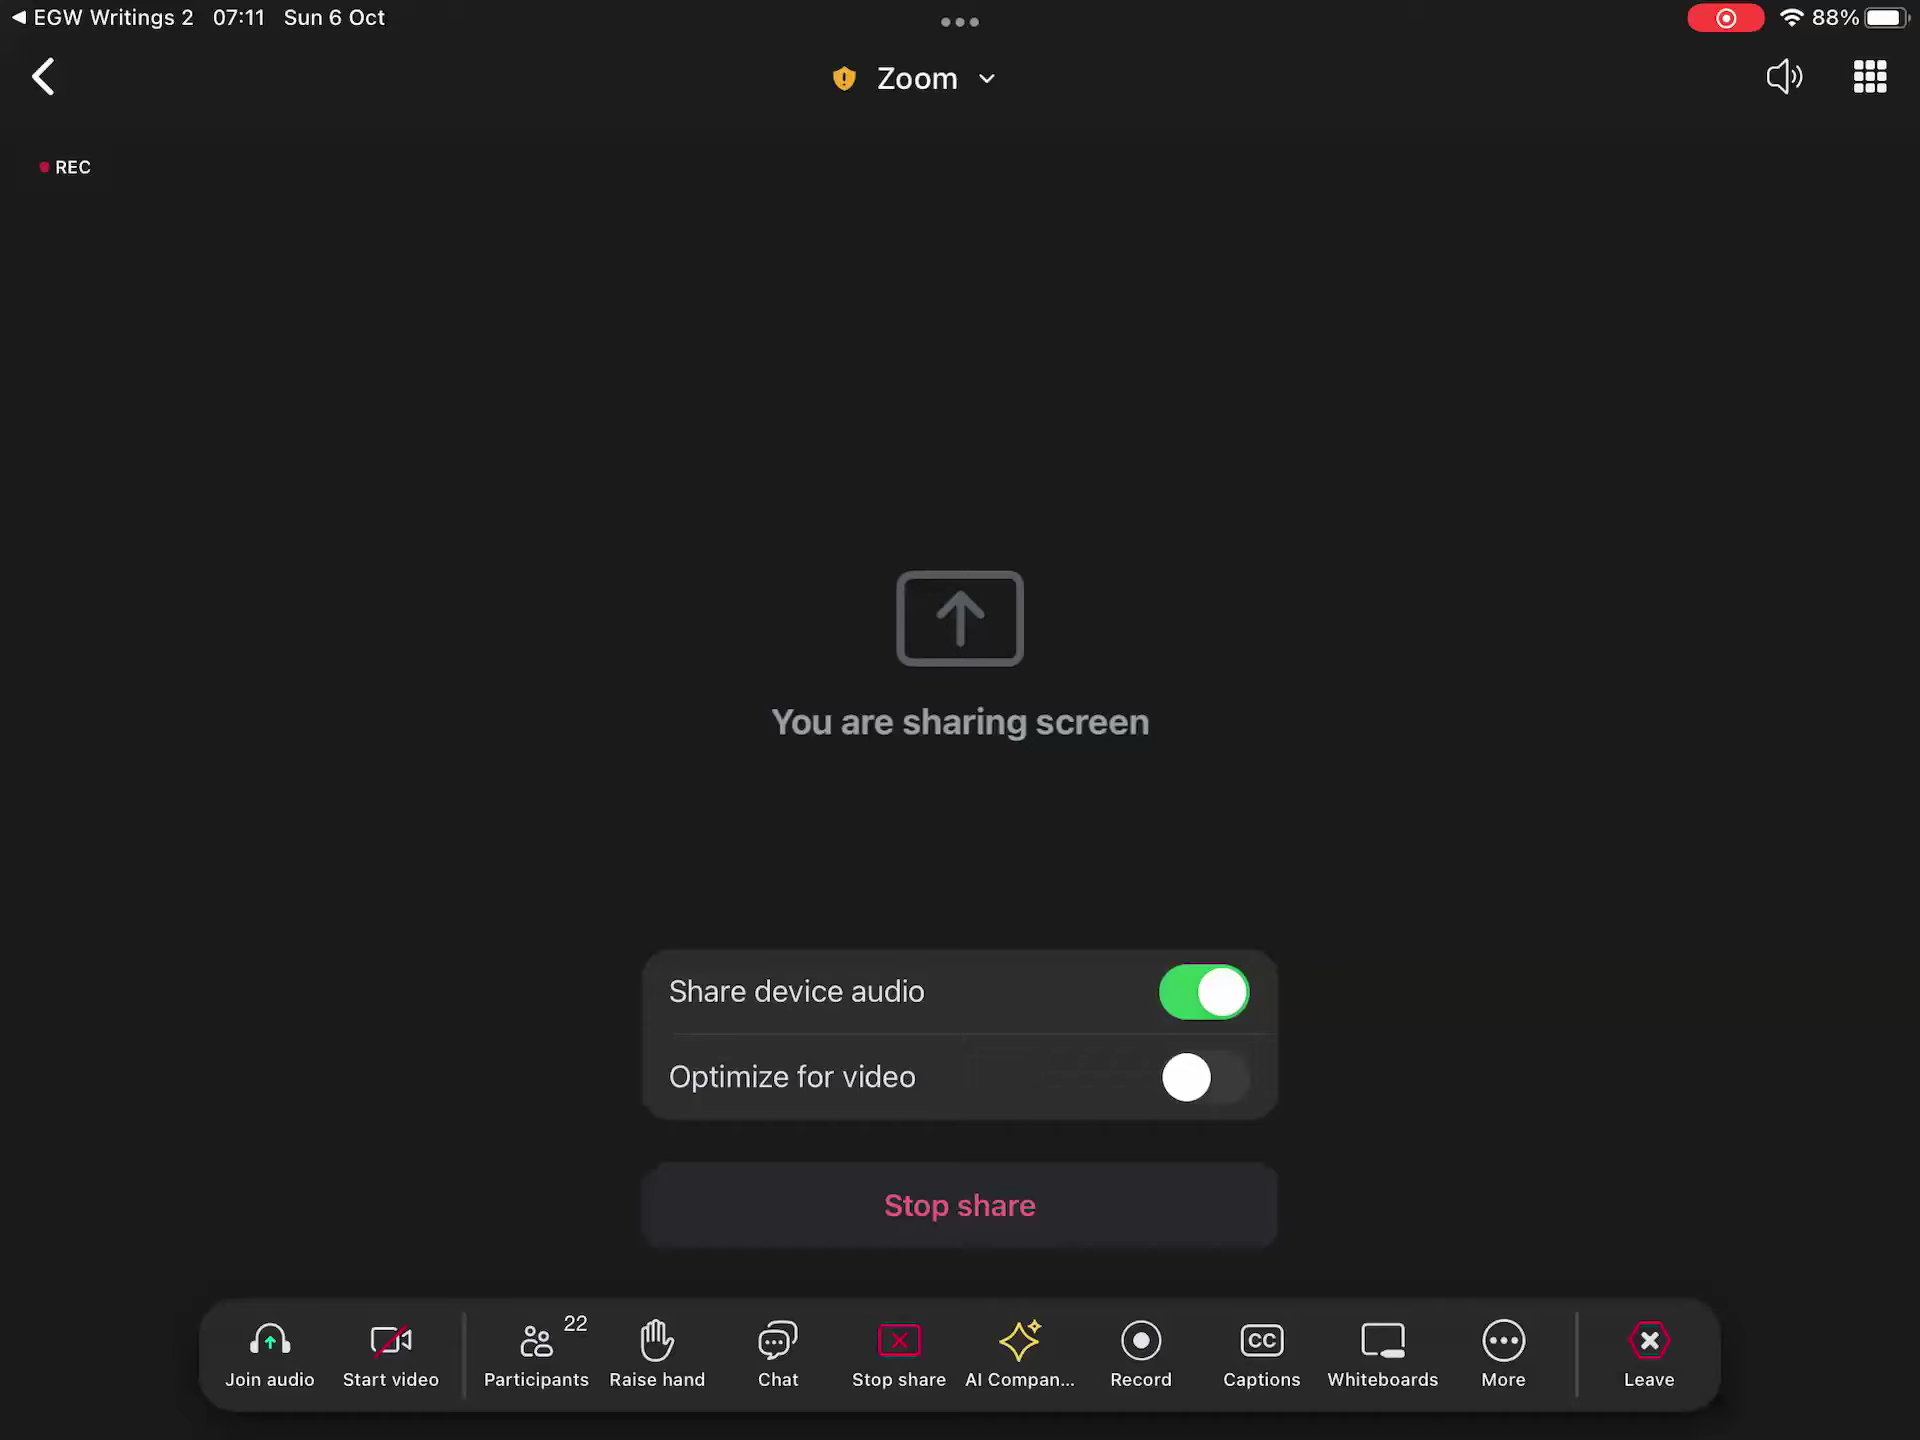 ◀ EGW Writings 2 07:11 Sun 6 Oct 88%
Zoom
REC
You are sharing screen
Share device audio
Optimize for video
Stop share
22
Join audio Start video Participants Raise hand Chat Stop share AI Compan... Record CC Captions Whiteboards More Leave